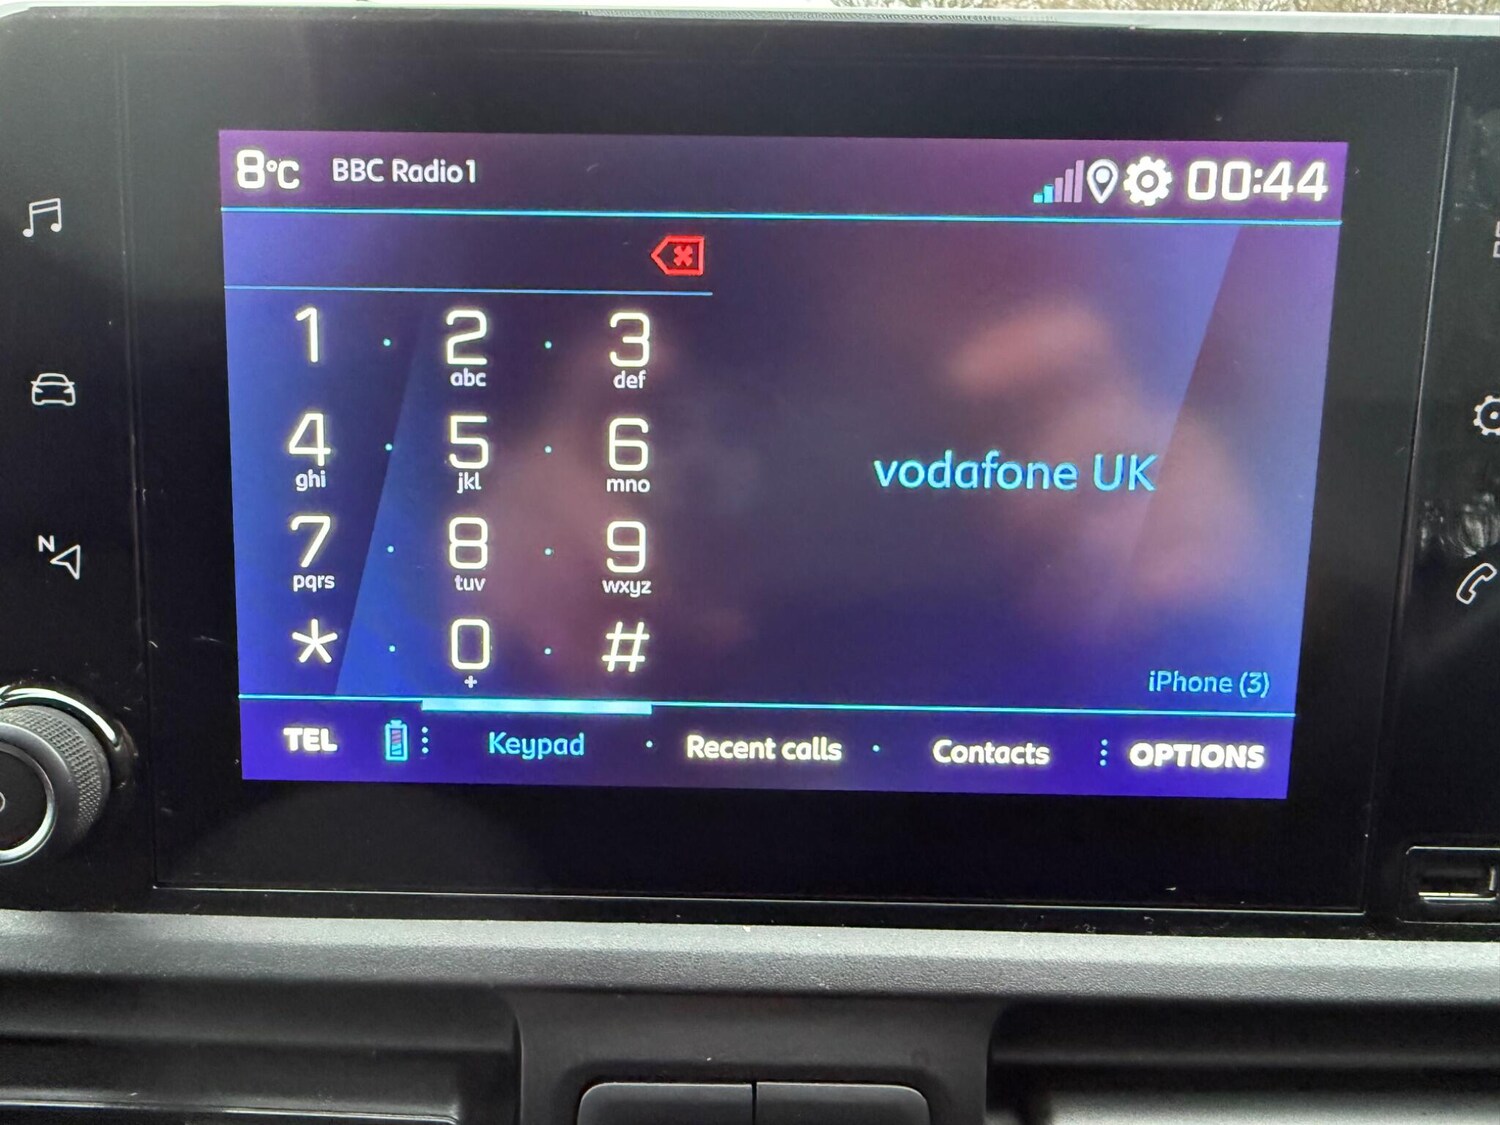 8°C BBC Radio1 00:44
1 2 3
abc def
4 5 6
ghi jkl mno
7 8 9
pqrs tuv wxyz
* 0 #
+
vodafone UK
iPhone (3)
TEL Keypad Recent calls Contacts OPTIONS
N